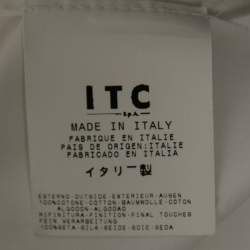 ITC
S.p.A.
MADE IN ITALY
FABRIQUE EN ITALIE
PAIS DE ORIGEN:ITALIE
FABRICADO EN ITALIA
イタリー製
ESTERNO-OUTSIDE-EXTERIEUR-AUSEN
100%COTONE-COTTON-BAUMWOLLE-COTON
ALGODON-ALGODAO
RIFINITURA-FINITION-FINAL TOUCHES
FEIN VERARBEITUNG
100%SETA-SILK-SEIDE-SOIE-SEDA